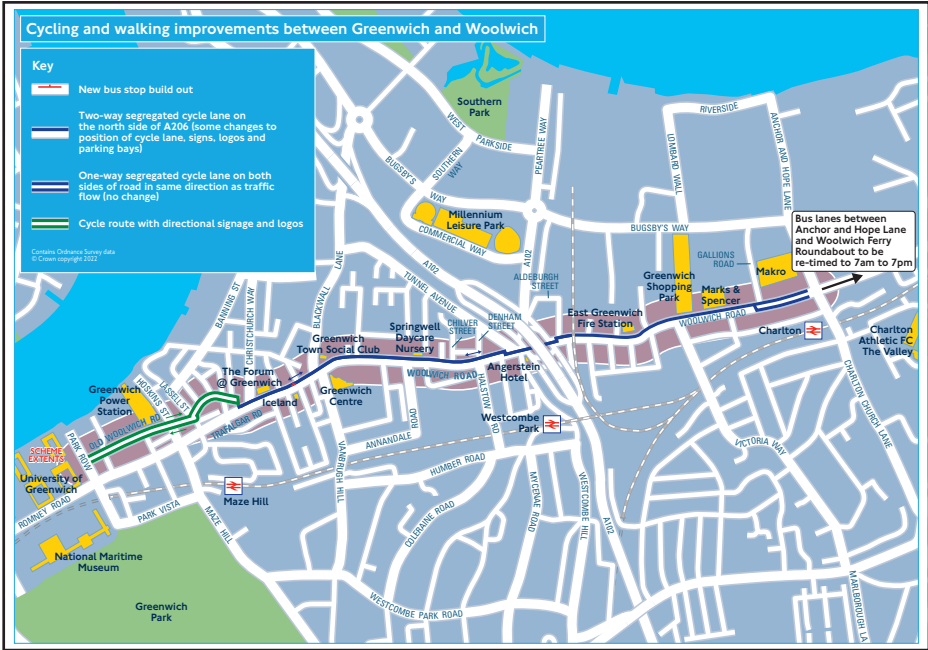 Cycling and walking improvements between Greenwich and Woolwich
Key
New bus stop build out
Two-way segregated cycle lane on
the north side of A206 (some changes to
position of cycle lane, signs, logos and
parking bays)
One-way segregated cycle lane on both
sides of road in same direction as traffic
flow (no change)
Cycle route with directional signage and logos
Contains Ordnance Survey data
© Crown copyright 2022
Southern
Park
WEST
PARKSIDE
SOUTHERN
WAY
BUGSBY'S
WAY
PEARTREE WAY
Millennium
Leisure Park
COMMERCIAL WAY
A102
A102
RIVERSIDE
LOMBARD WALL
ANCHOR AND HOPE LANE
BUGSBY'S WAY
Bus lanes between
Anchor and Hope Lane
and Woolwich Ferry
Roundabout to be
re-timed to 7am to 7pm
GALLIONS
ROAD
Makro
Greenwich
Shopping
Park
Marks &
Spencer
WOOLWICH ROAD
Charlton
Charlton
Athletic FC
The Valley
ALDEBURGH
STREET
East Greenwich
Fire Station
TUNNEL AVENUE
BLACKWALL
LANE
BANNING ST
CHRISTCHURCH WAY
Springwell
Daycare
Nursery
CHILVER
STREET
DENHAM
STREET
Greenwich
Town Social Club
WOOLWICH ROAD
Angerstein
Hotel
HALSTOW
RD
The Forum
@ Greenwich
Iceland
Greenwich
Centre
Greenwich
Power
Station
HOSKINS ST
LASSELL ST
OLD WOOLWICH RD
TRAFALGAR RD
PARK ROW
SCHEME
EXTENTS
University of
Greenwich
ROMNEY ROAD
National Maritime
Museum
PARK VISTA
Maze Hill
MAZE HILL
VANBRUGH HILL
ANNANDALE
ROAD
HUMBER ROAD
COLERAINE ROAD
Westcombe
Park
MYCENAE ROAD
WESTCOMBE HILL
A102
VICTORIA WAY
CHARLTON CHURCH LANE
MARLBOROUGH LA
WESTCOMBE PARK ROAD
Greenwich
Park